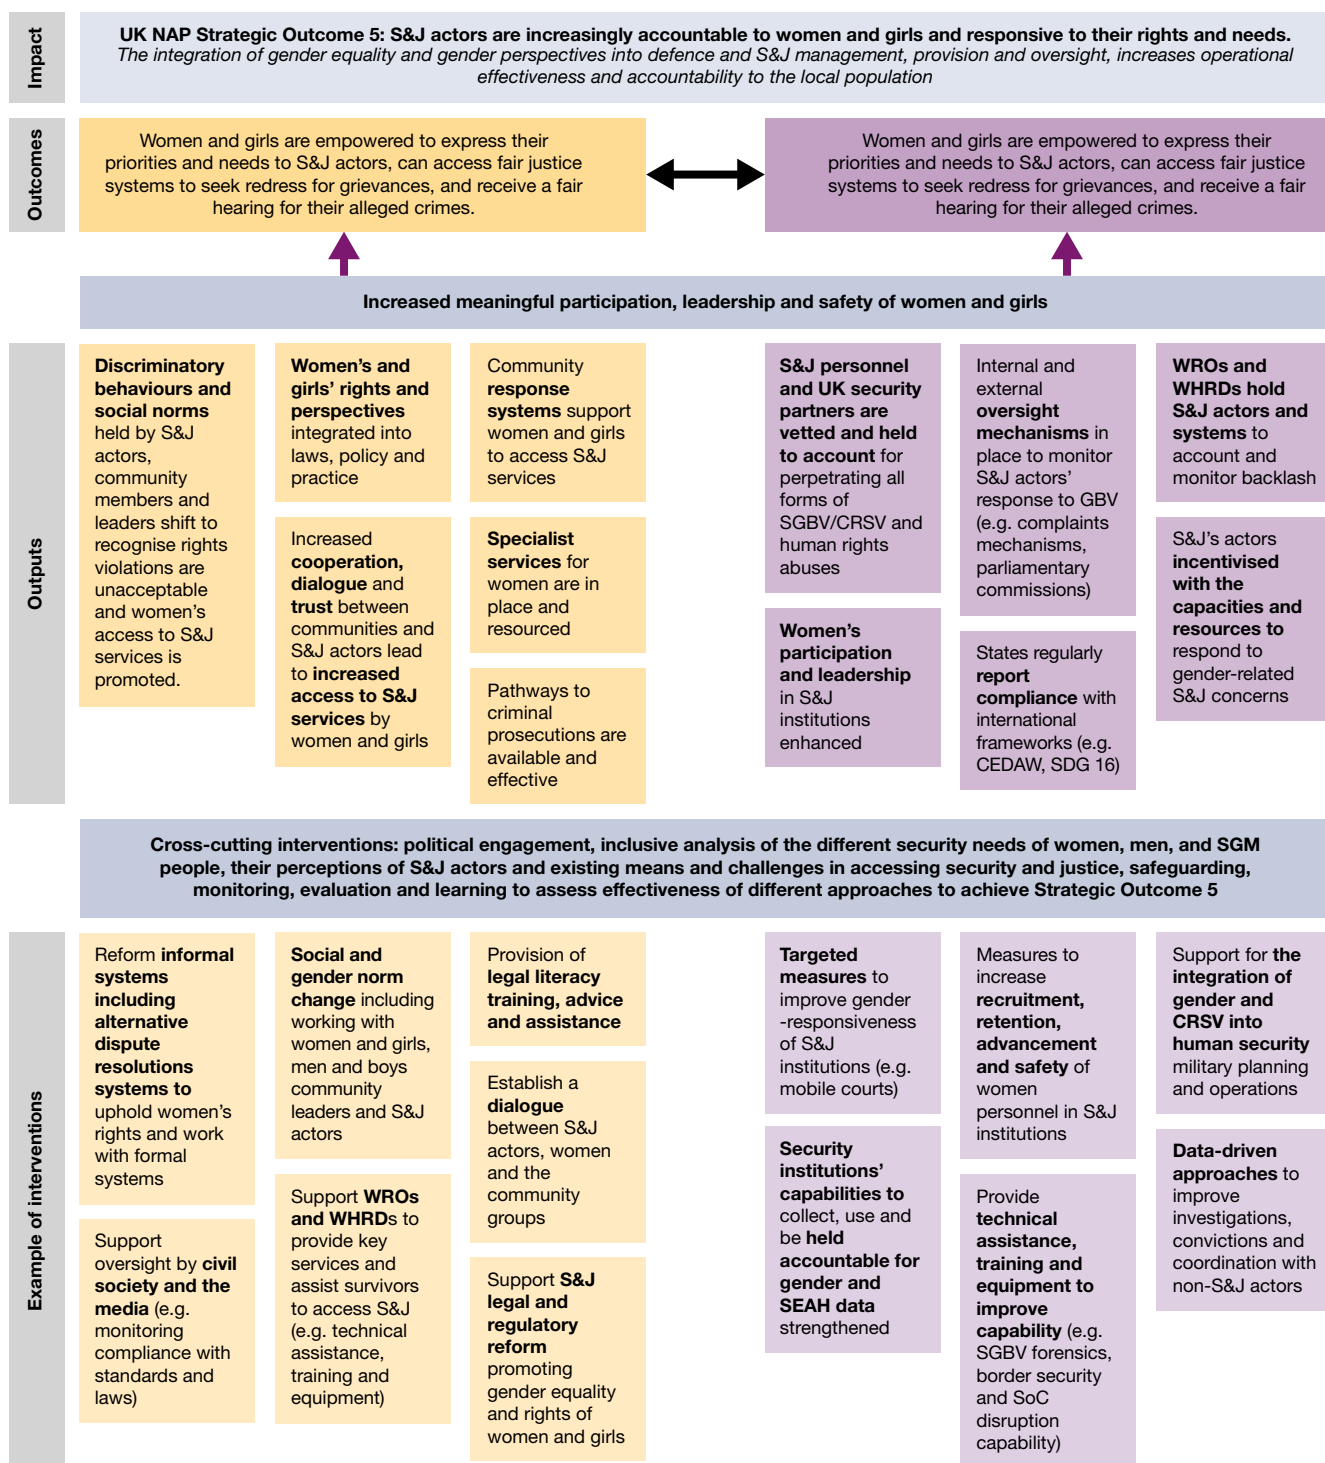 Impact
UK NAP Strategic Outcome 5: S&J actors are increasingly accountable to women and girls and responsive to their rights and needs.
The integration of gender equality and gender perspectives into defence and S&J management, provision and oversight, increases operational
effectiveness and accountability to the local population
Outcomes
Women and girls are empowered to express their
priorities and needs to S&J actors, can access fair justice
systems to seek redress for grievances, and receive a fair
hearing for their alleged crimes.
Women and girls are empowered to express their
priorities and needs to S&J actors, can access fair justice
systems to seek redress for grievances, and receive a fair
hearing for their alleged crimes.
Increased meaningful participation, leadership and safety of women and girls
Outputs
Discriminatory
behaviours and
social norms
held by S&J
actors,
community
members and
leaders shift to
recognise rights
violations are
unacceptable
and women's
access to S&J
services is
promoted.
Women's and
girls' rights and
perspectives
integrated into
laws, policy and
practice
Increased
cooperation,
dialogue and
trust between
communities and
S&J actors lead
to increased
access to S&J
services by
women and girls
Community
response
systems support
women and girls
to access S&J
services
Specialist
services for
women are in
place and
resourced
Pathways to
criminal
prosecutions are
available and
effective
S&J personnel
and UK security
partners are
vetted and held
to account for
perpetrating all
forms of
SGBV/CRSV and
human rights
abuses
Women's
participation
and leadership
in S&J
institutions
enhanced
Internal and
external
oversight
mechanisms in
place to monitor
S&J actors'
response to GBV
(e.g. complaints
mechanisms,
parliamentary
commissions)
States regularly
report
compliance with
international
frameworks (e.g.
CEDAW, SDG 16)
WROs and
WHRDs hold
S&J actors and
systems to
account and
monitor backlash
S&J's actors
incentivised
with the
capacities and
resources to
respond to
gender-related
S&J concerns
Cross-cutting interventions: political engagement, inclusive analysis of the different security needs of women, men, and SGM
people, their perceptions of S&J actors and existing means and challenges in accessing security and justice, safeguarding,
monitoring, evaluation and learning to assess effectiveness of different approaches to achieve Strategic Outcome 5
Example of interventions
Reform informal
systems
including
alternative
dispute
resolutions
systems to
uphold women's
rights and work
with formal
systems
Support
oversight by civil
society and the
media (e.g.
monitoring
compliance with
standards and
laws)
Social and
gender norm
change including
working with
women and girls,
men and boys
community
leaders and S&J
actors
Support WROs
and WHRDs to
provide key
services and
assist survivors
to access S&J
(e.g. technical
assistance,
training and
equipment)
Provision of
legal literacy
training, advice
and assistance
Establish a
dialogue
between S&J
actors, women
and the
community
groups
Support S&J
legal and
regulatory
reform
promoting
gender equality
and rights of
women and girls
Targeted
measures to
improve gender
-responsiveness
of S&J
institutions (e.g.
mobile courts)
Security
institutions'
capabilities to
collect, use and
be held
accountable for
gender and
SEAH data
strengthened
Measures to
increase
recruitment,
retention,
advancement
and safety of
women
personnel in S&J
institutions
Provide
technical
assistance,
training and
equipment to
improve
capability (e.g.
SGBV forensics,
border security
and SoC
disruption
capability)
Support for the
integration of
gender and
CRSV into
human security
military planning
and operations
Data-driven
approaches to
improve
investigations,
convictions and
coordination with
non-S&J actors